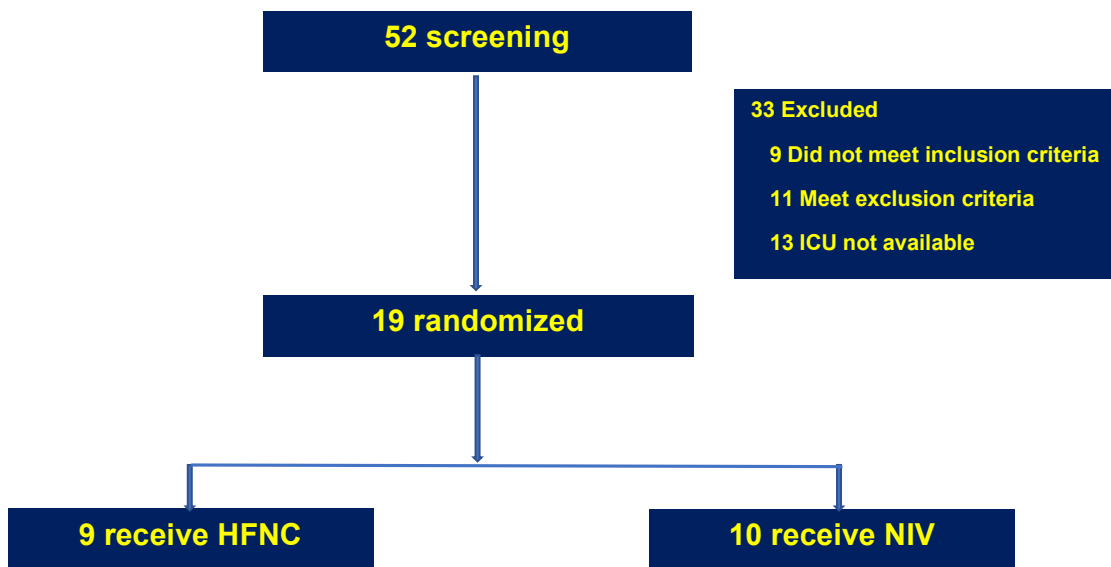 52 screening
33 Excluded
9 Did not meet inclusion criteria
11 Meet exclusion criteria
13 ICU not available
19 randomized
9 receive HFNC
10 receive NIV